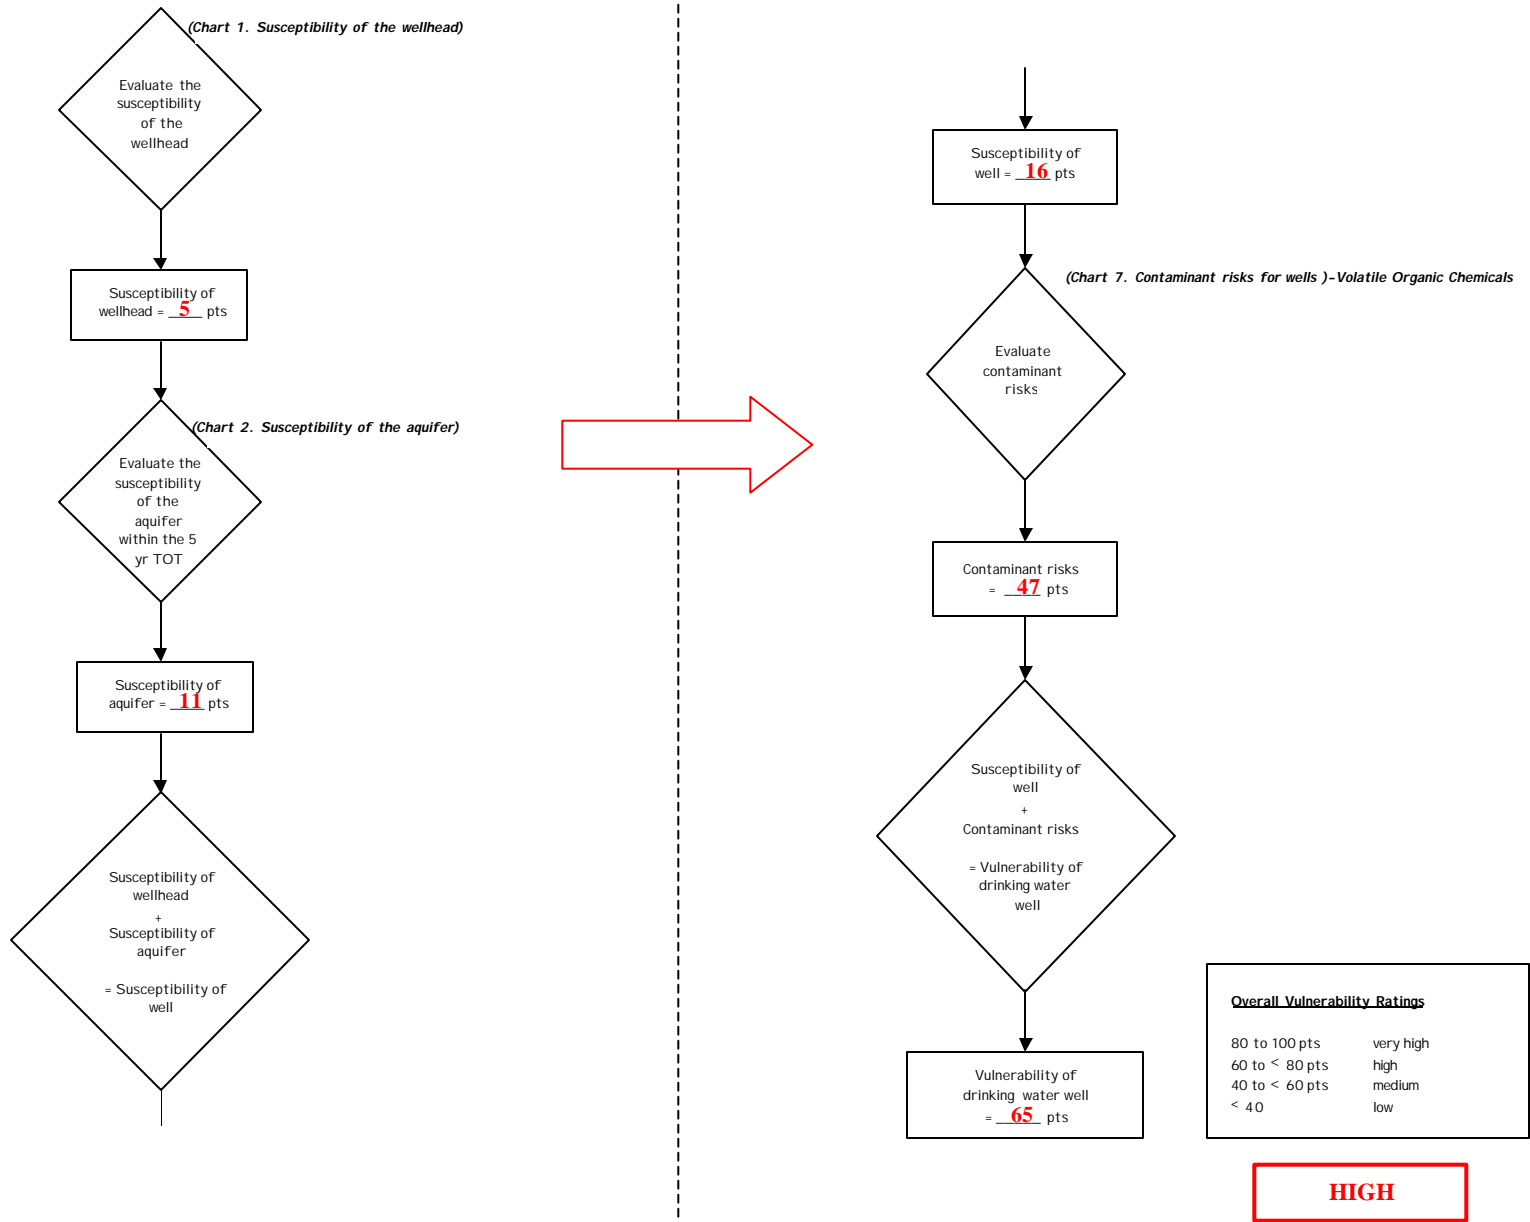 (Chart 1. Susceptibility of the wellhead)
Evaluate the
susceptibility
of the
wellhead
Susceptibility of
wellhead = 5 pts
(Chart 2. Susceptibility of the aquifer)
Evaluate the
susceptibility
of the
aquifer
within the 5
yr TOT
Susceptibility of
aquifer = 11 pts
Susceptibility of
wellhead
+
Susceptibility of
aquifer
= Susceptibility of
well
Susceptibility of
well = 16 pts
(Chart 7. Contaminant risks for wells )–Volatile Organic Chemicals
Evaluate
contaminant
risks
Contaminant risks
= 47 pts
Susceptibility of
well
+
Contaminant risks
= Vulnerability of
drinking water
well
Vulnerability of
drinking water well
= 65 pts
Overall Vulnerability Ratings
80 to 100 pts very high
60 to < 80 pts high
40 to < 60 pts medium
< 40 low
HIGH